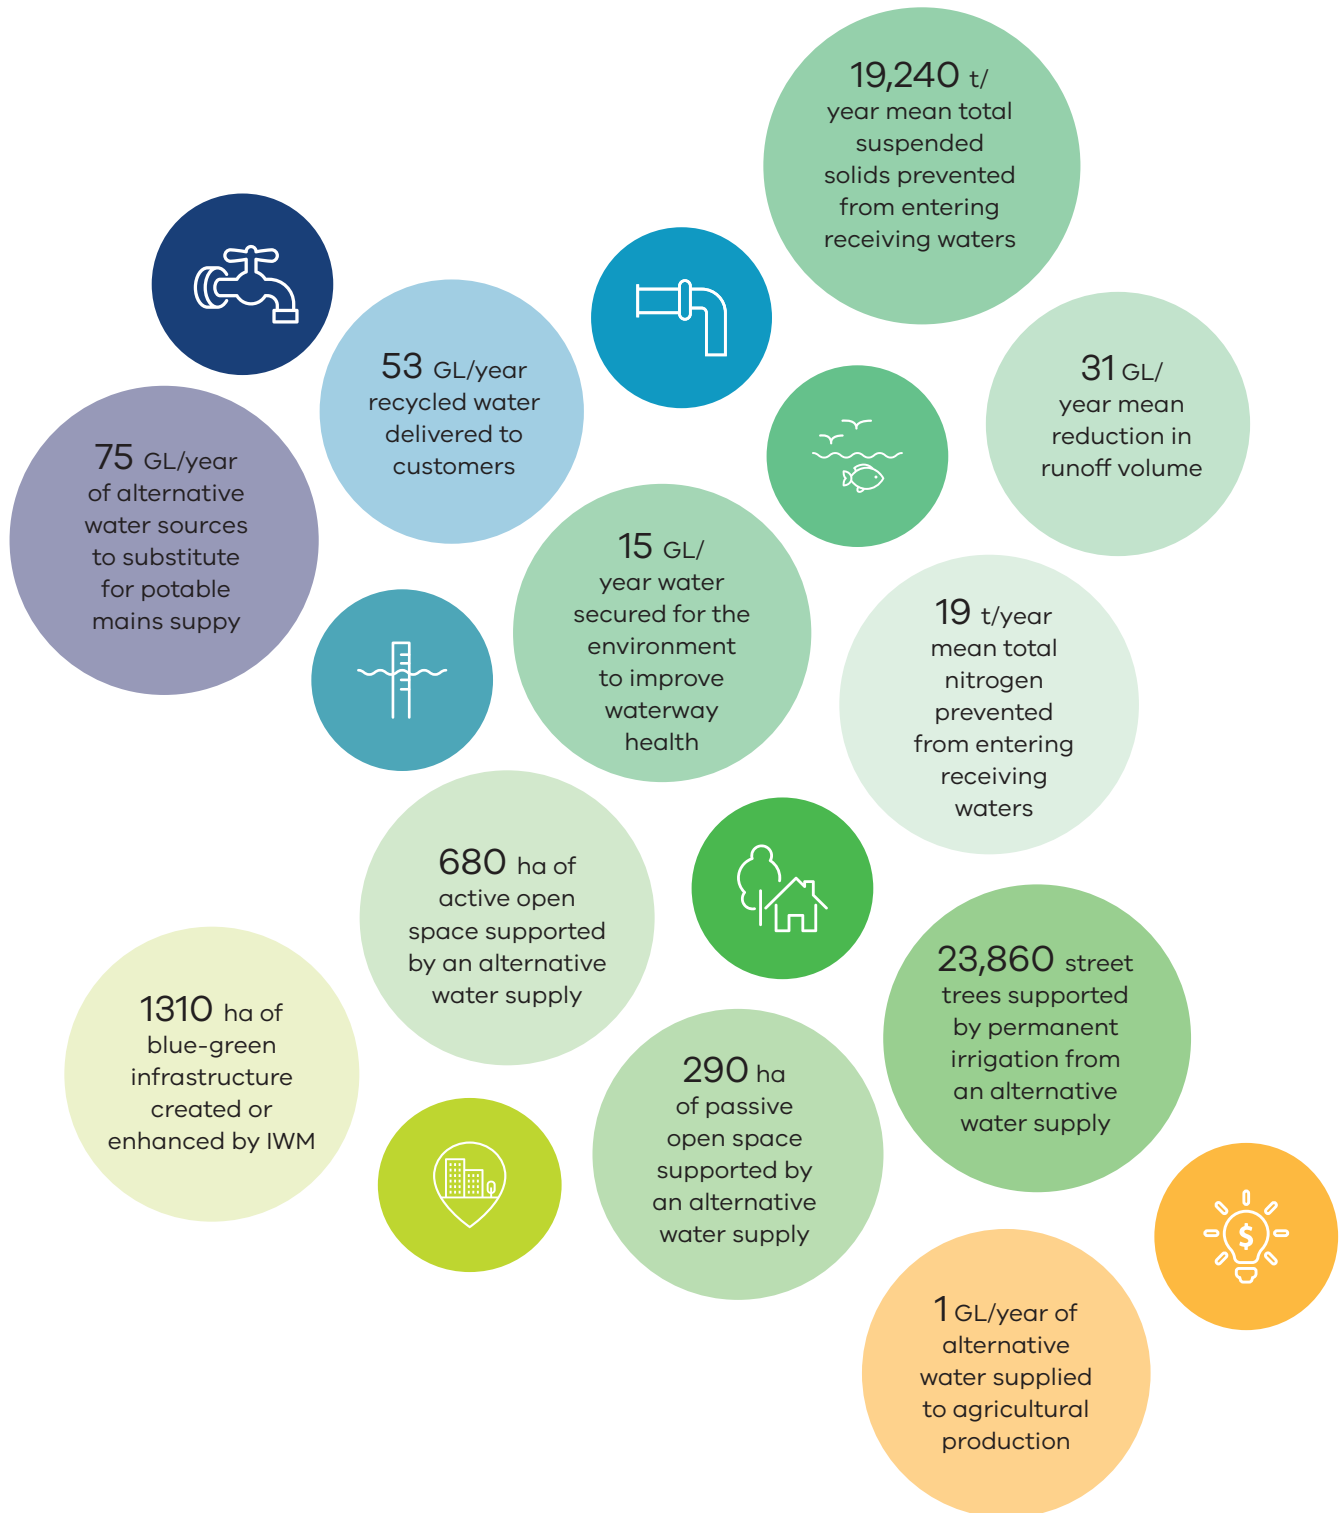 19,240 t/
year mean total
suspended
solids prevented
from entering
receiving waters
53 GL/year
recycled water
delivered to
customers
31 GL/
year mean
reduction in
runoff volume
75 GL/year
of alternative
water sources
to substitute
for potable
mains suppy
15 GL/
year water
secured for the
environment
to improve
waterway
health
19 t/year
mean total
nitrogen
prevented
from entering
receiving
waters
680 ha of
active open
space supported
by an alternative
water supply
23,860 street
trees supported
by permanent
irrigation from
an alternative
water supply
1310 ha of
blue-green
infrastructure
created or
enhanced by IWM
290 ha
of passive
open space
supported by
an alternative
water supply
$
1 GL/year of
alternative
water supplied
to agricultural
production